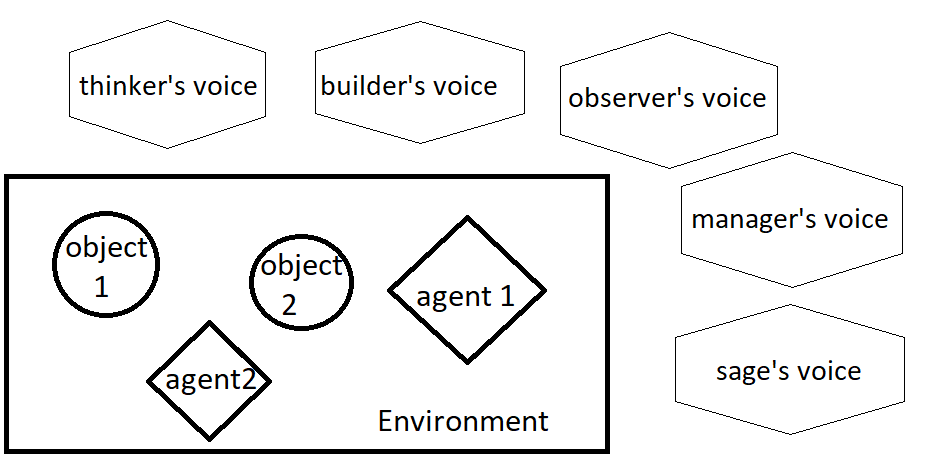 thinker's voice
builder's voice
observer's voice
manager's voice
object
1
object
2
agent 1
agent2
sage's voice
Environment